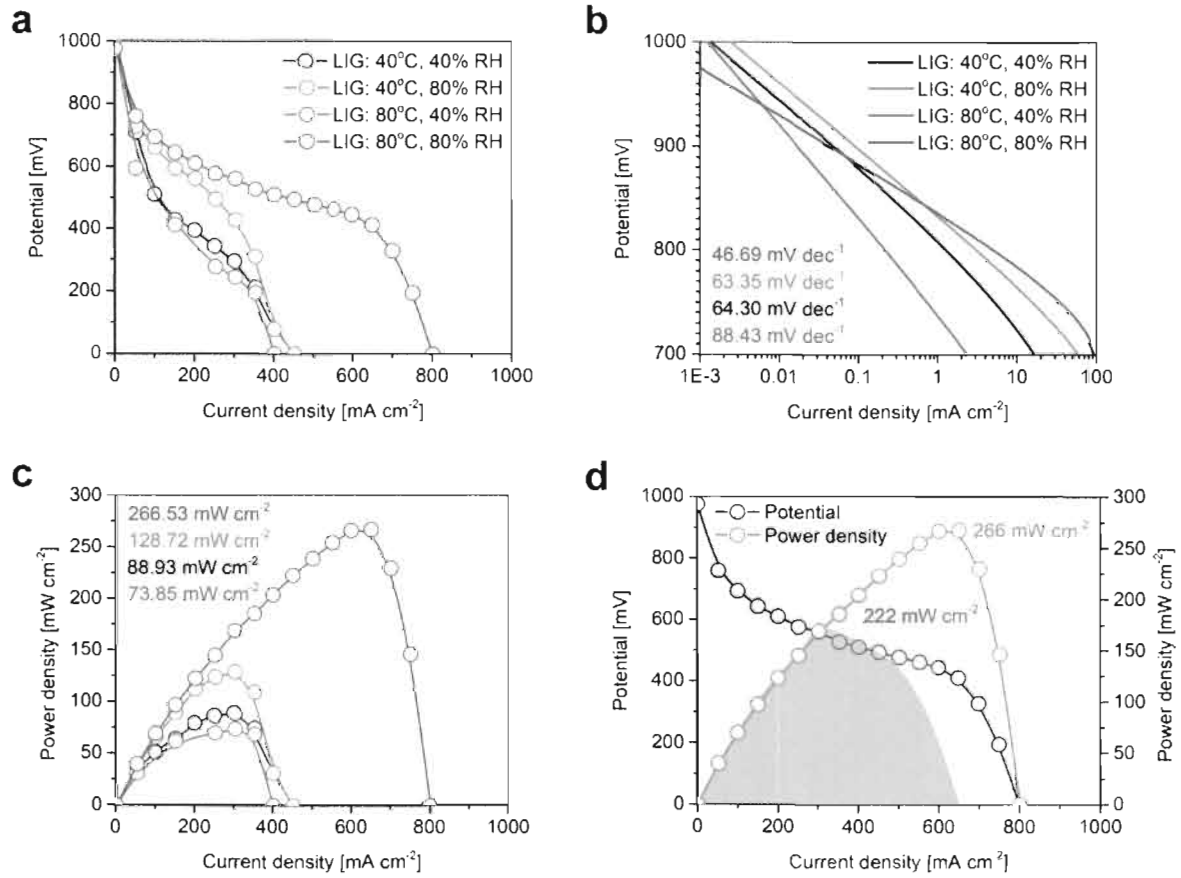 a
1000
800
600
400
200
0
Potential [mV]
LIG: 40°C, 40% RH
LIG: 40°C, 80% RH
LIG: 80°C, 40% RH
LIG: 80°C, 80% RH
0 200 400 600 800 1000
Current density [mA cm-2]
b
1000
900
800
700
Potential [mV]
LIG: 40°C, 40% RH
LIG: 40°C, 80% RH
LIG: 80°C, 40% RH
LIG: 80°C, 80% RH
46.69 mV dec-1
63.35 mV dec-1
64.30 mV dec-1
88.43 mV dec-1
1E-3 0.01 0.1 1 10 100
Current density [mA cm-2]
c
300
250
200
150
100
50
0
Power density [mW cm-2]
266.53 mW cm-2
128.72 mW cm-2
88.93 mW cm-2
73.85 mW cm-2
0 200 400 600 800 1000
Current density [mA cm-2]
d
1000
800
600
400
200
0
Potential [mV]
Potential
Power density
266 mW cm-2
222 mW cm-2
300
250
200
150
100
50
0
Power density [mW cm-2]
0 200 400 600 800 1000
Current density [mA cm-2]